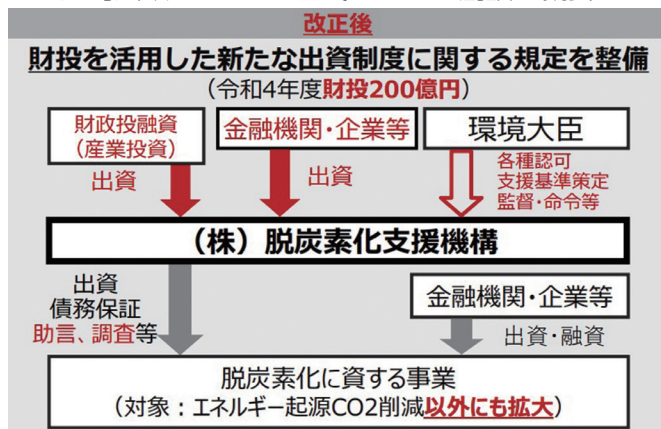 改正後
財投を活用した新たな出資制度に関する規定を整備
（令和4年度財投200億円）
財政投融資
（産業投資）
金融機関・企業等
環境大臣
出資
出資
各種認可
支援基準策定
監督・命令等
（株）脱炭素化支援機構
出資
債務保証
助言、調査等
金融機関・企業等
出資・融資
脱炭素化に資する事業
（対象：エネルギー起源CO2削減以外にも拡大）